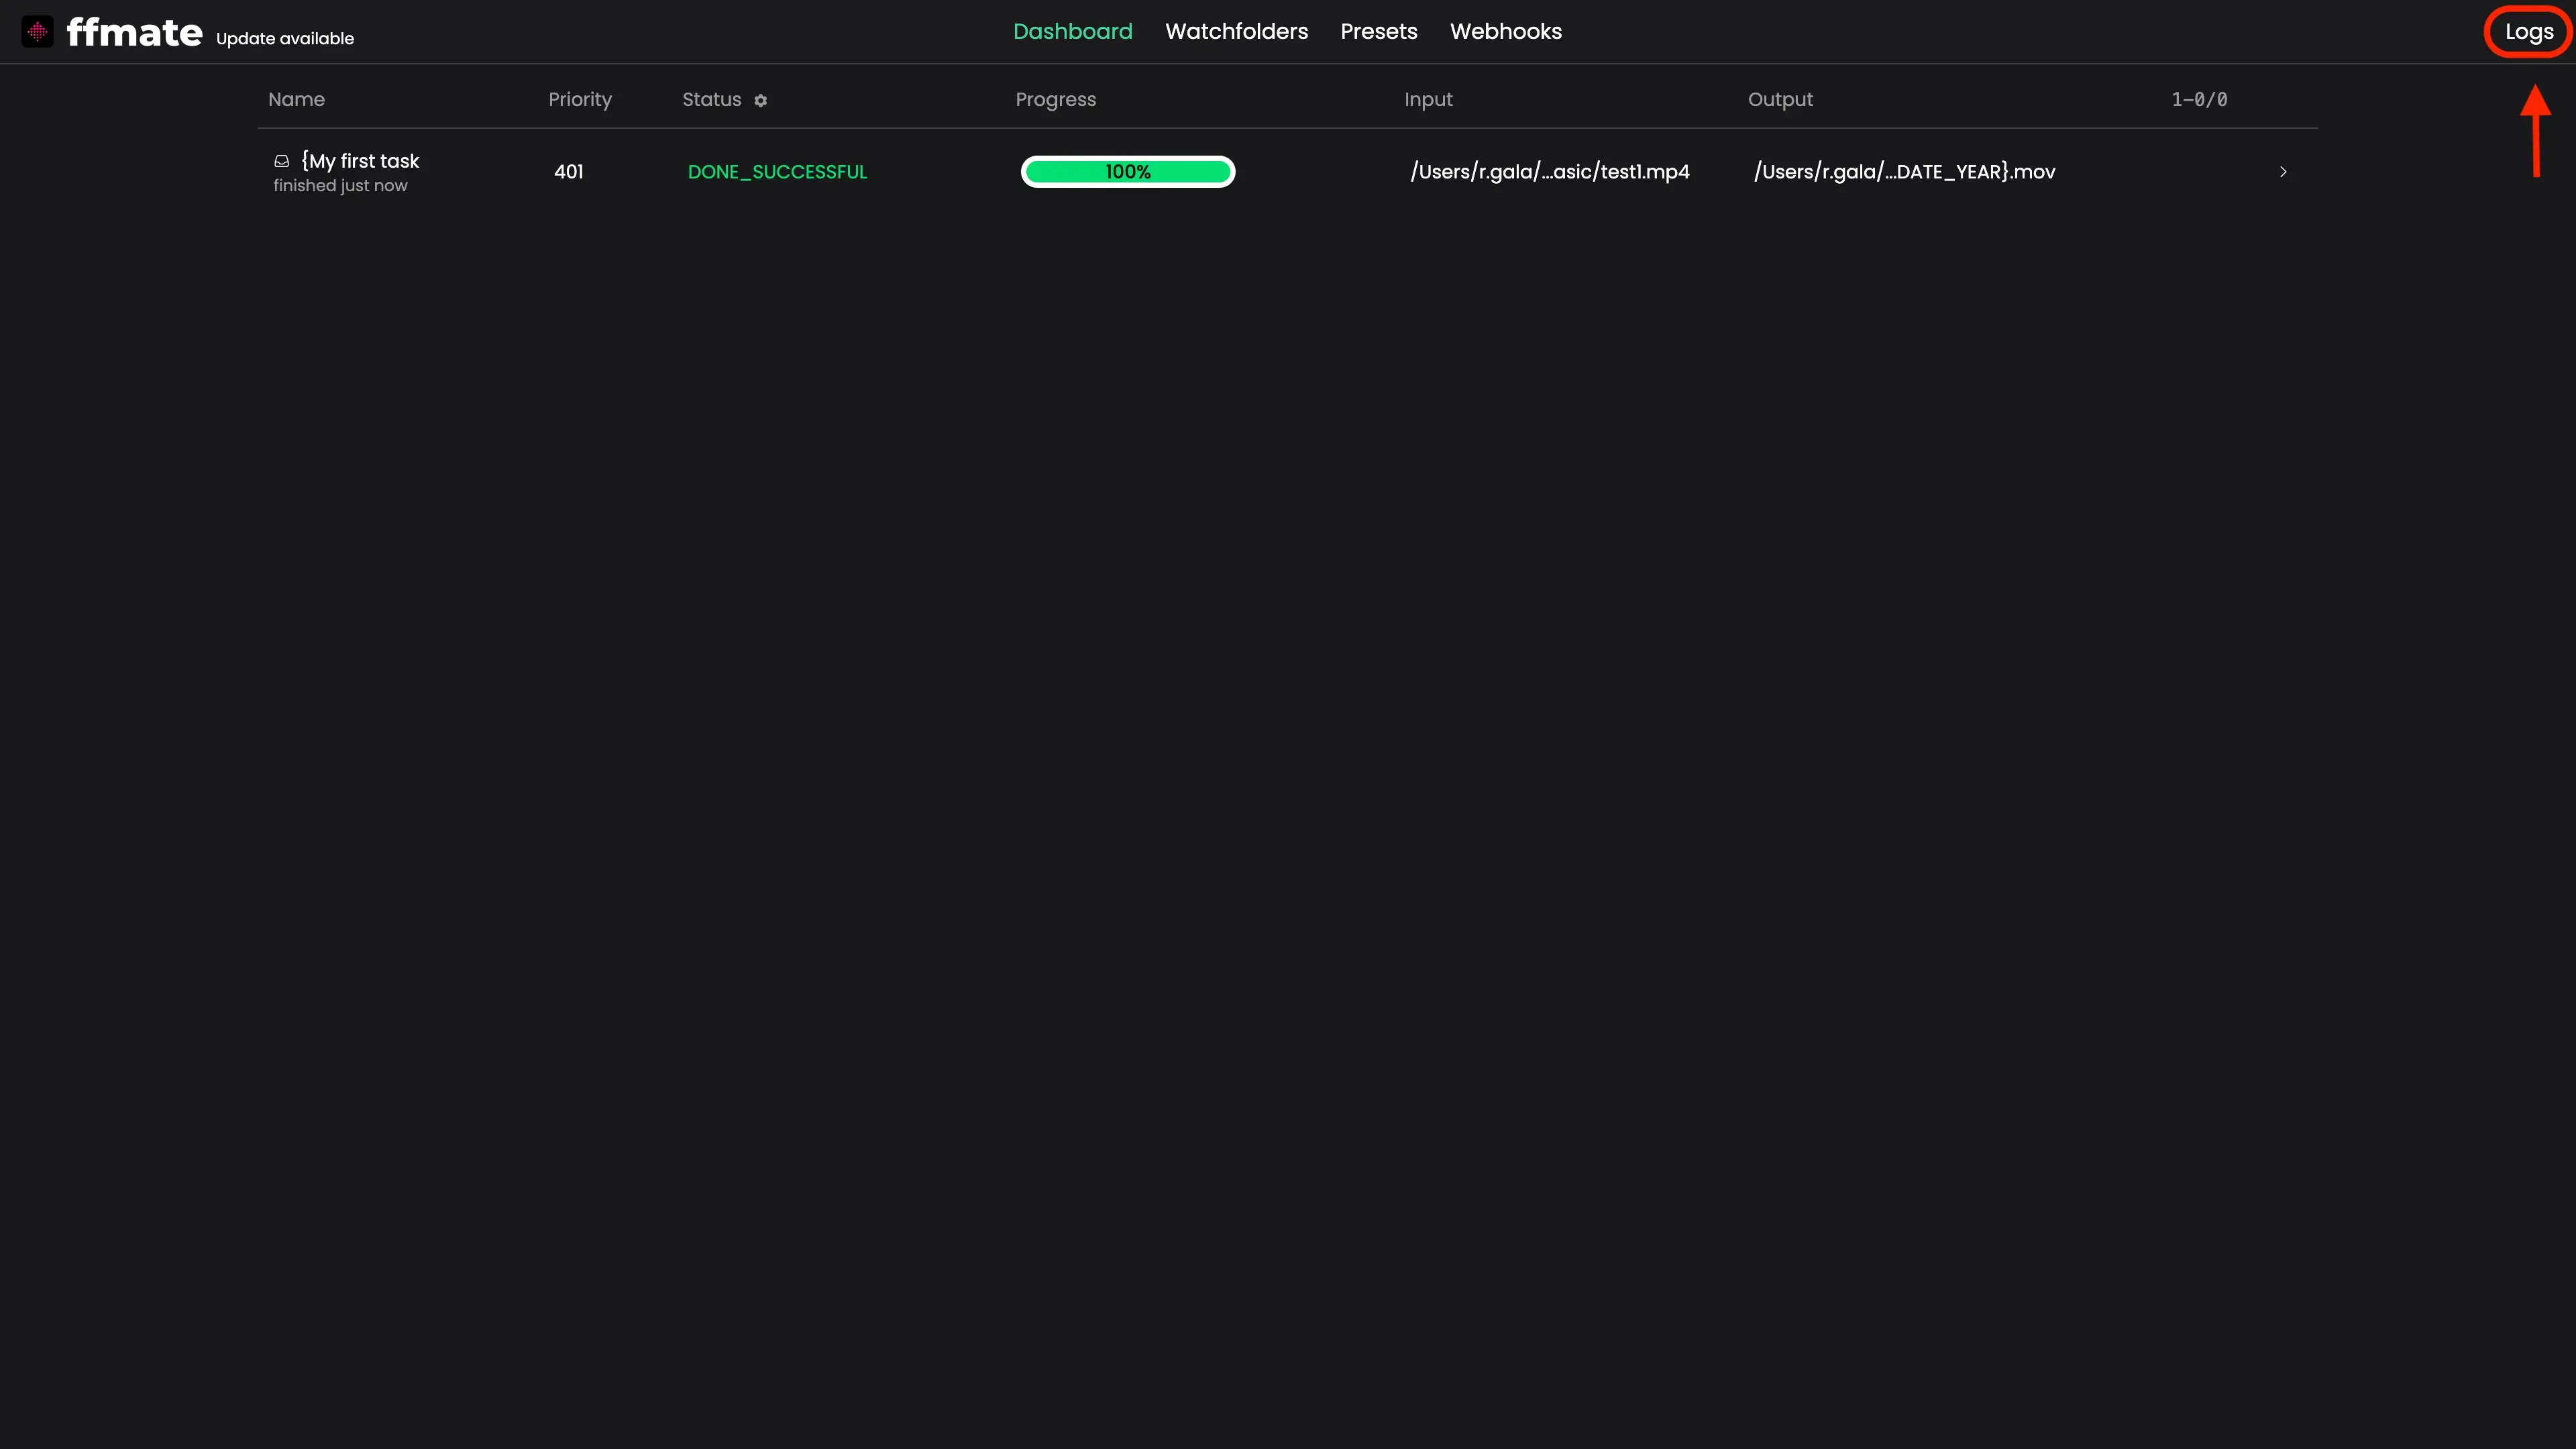 ffmate Update available Dashboard Watchfolders Presets Webhooks Logs
Name Priority Status Progress Input Output 1–0/0
{My first task 401 DONE_SUCCESSFUL 100% /Users/r.gala/...asic/test1.mp4 /Users/r.gala/...DATE_YEAR}.mov
finished just now